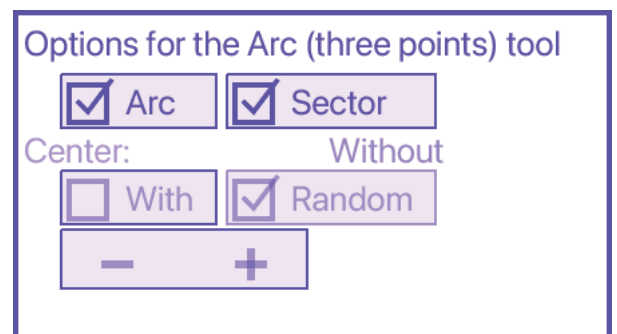 Options for the Arc (three points) tool
Arc Sector
Center: Without
With Random
− +